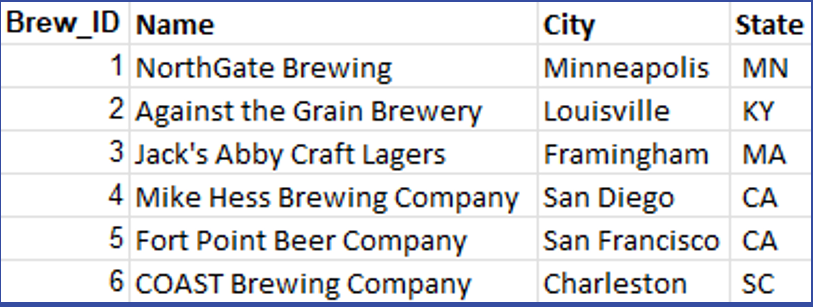 Brew_ID Name City State
1 NorthGate Brewing Minneapolis MN
2 Against the Grain Brewery Louisville KY
3 Jack's Abby Craft Lagers Framingham MA
4 Mike Hess Brewing Company San Diego CA
5 Fort Point Beer Company San Francisco CA
6 COAST Brewing Company Charleston SC